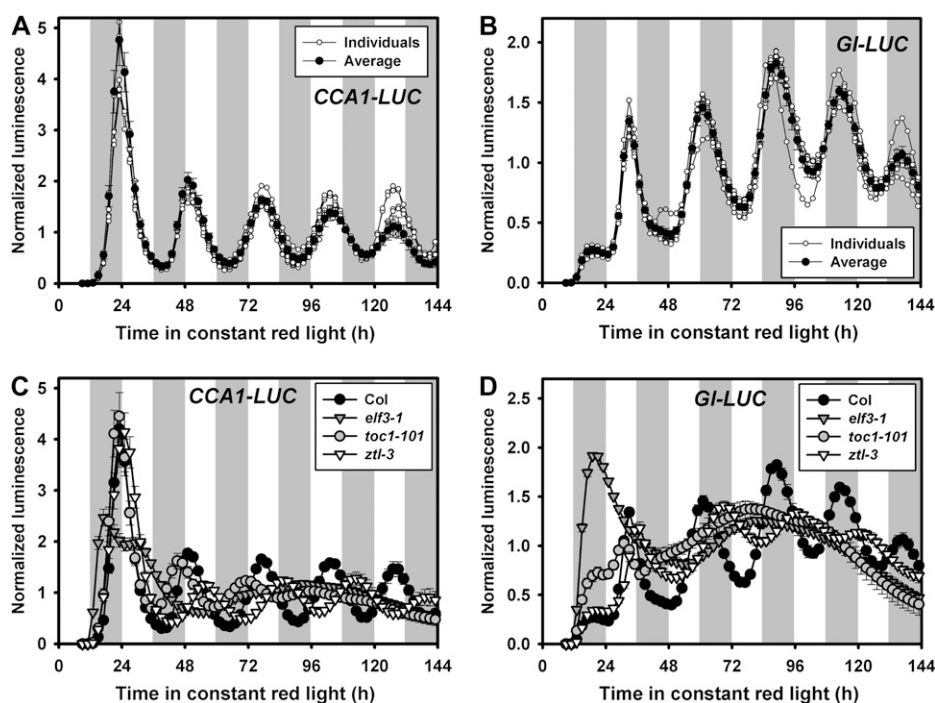 A
CCA1-LUC
Individuals
Average
Normalized luminescence
5
4
3
2
1
0
0 24 48 72 96 120 144
Time in constant red light (h)
B
GI-LUC
Individuals
Average
Normalized luminescence
2.0
1.5
1.0
0.5
0.0
0 24 48 72 96 120 144
Time in constant red light (h)
C
CCA1-LUC
Col
elf3-1
toc1-101
ztl-3
Normalized luminescence
5
4
3
2
1
0
0 24 48 72 96 120 144
Time in constant red light (h)
D
GI-LUC
Col
elf3-1
toc1-101
ztl-3
Normalized luminescence
2.5
2.0
1.5
1.0
0.5
0.0
0 24 48 72 96 120 144
Time in constant red light (h)